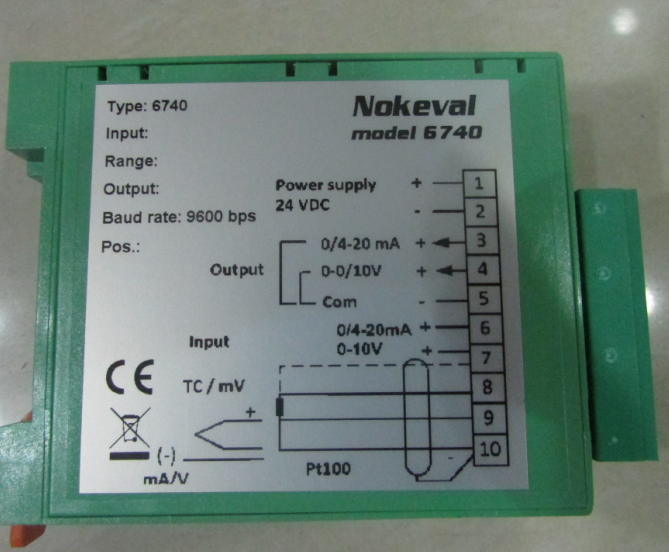 Type: 6740
Nokeval
Input:
model 6740
Range:
Output:
Power supply + 1
Baud rate: 9600 bps
24 VDC - 2
Pos.:
0/4-20 mA + 3
Output
0-0/10V + 4
Com - 5
0/4-20mA + 6
Input
0-10V + 7
CE
TC / mV
8
+
9
(-)
- 10
mA/V
Pt100